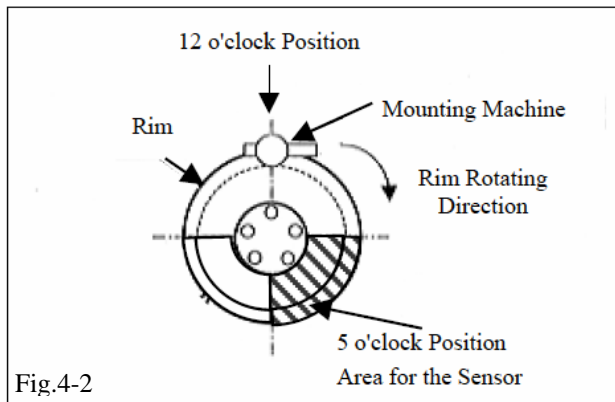 12 o'clock Position
Mounting Machine
Rim
Rim Rotating
Direction
5 o'clock Position
Area for the Sensor
Fig.4-2